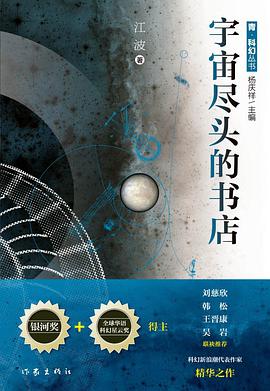 青·科幻丛书
杨庆祥／主编
宇宙尽头的书店
江波 著
银河奖
+
全球华语
科幻星云奖
得主
刘慈欣
韩松
王晋康
吴岩
联袂推荐
科幻新浪潮代表作家
精华之作
作家出版社